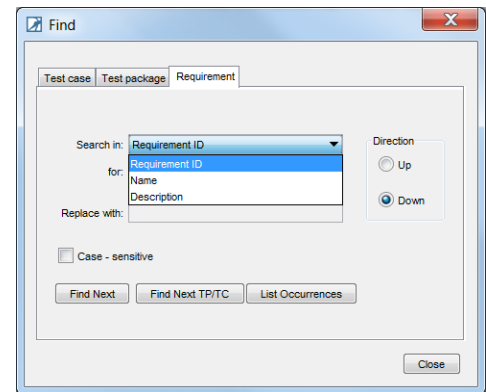 Find
Test case Test package Requirement
Search in: Requirement ID
Direction
Requirement ID
Up
for:
Name
Description
Down
Replace with:
Case - sensitive
Find Next Find Next TP/TC List Occurrences
Close